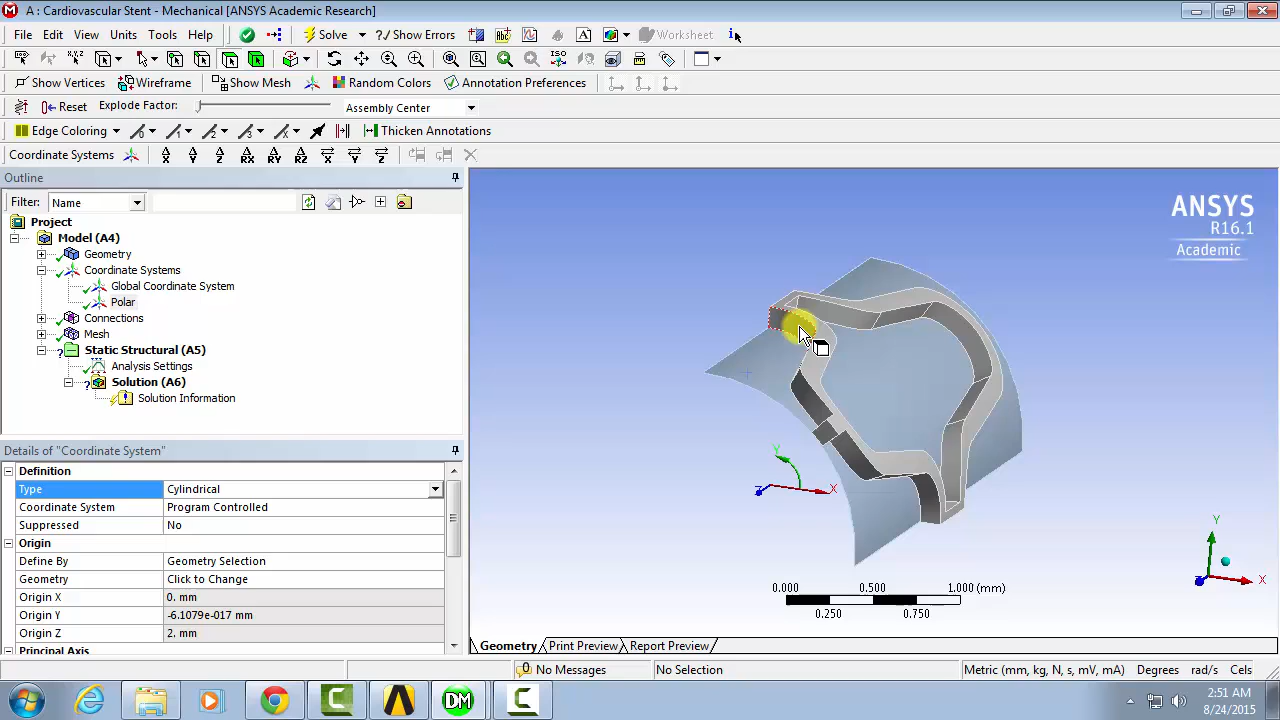 A : Cardiovascular Stent - Mechanical [ANSYS Academic Research]
File Edit View Units Tools Help Solve Show Errors A Worksheet
Show Vertices Wireframe Show Mesh Random Colors Annotation Preferences
Reset Explode Factor: Assembly Center
Edge Coloring Thicken Annotations
Coordinate Systems X Y Z RX RY RZ X Y Z
Outline
Filter: Name
Project
Model (A4)
Geometry
Coordinate Systems
Global Coordinate System
Polar
Connections
Mesh
Static Structural (A5)
Analysis Settings
Solution (A6)
Solution Information
Details of "Coordinate System"
Definition
Type Cylindrical
Coordinate System Program Controlled
Suppressed No
Origin
Define By Geometry Selection
Geometry Click to Change
Origin X 0. mm
Origin Y -6.1079e-017 mm
Origin Z 2. mm
Principal Axis
ANSYS
R16.1
Academic
Y
X
Y
X
0.000 0.500 1.000 (mm)
0.250 0.750
Geometry Print Preview Report Preview
0 No Messages No Selection Metric (mm, kg, N, s, mV, mA) Degrees rad/s Cels
DM
2:51 AM
8/24/2015